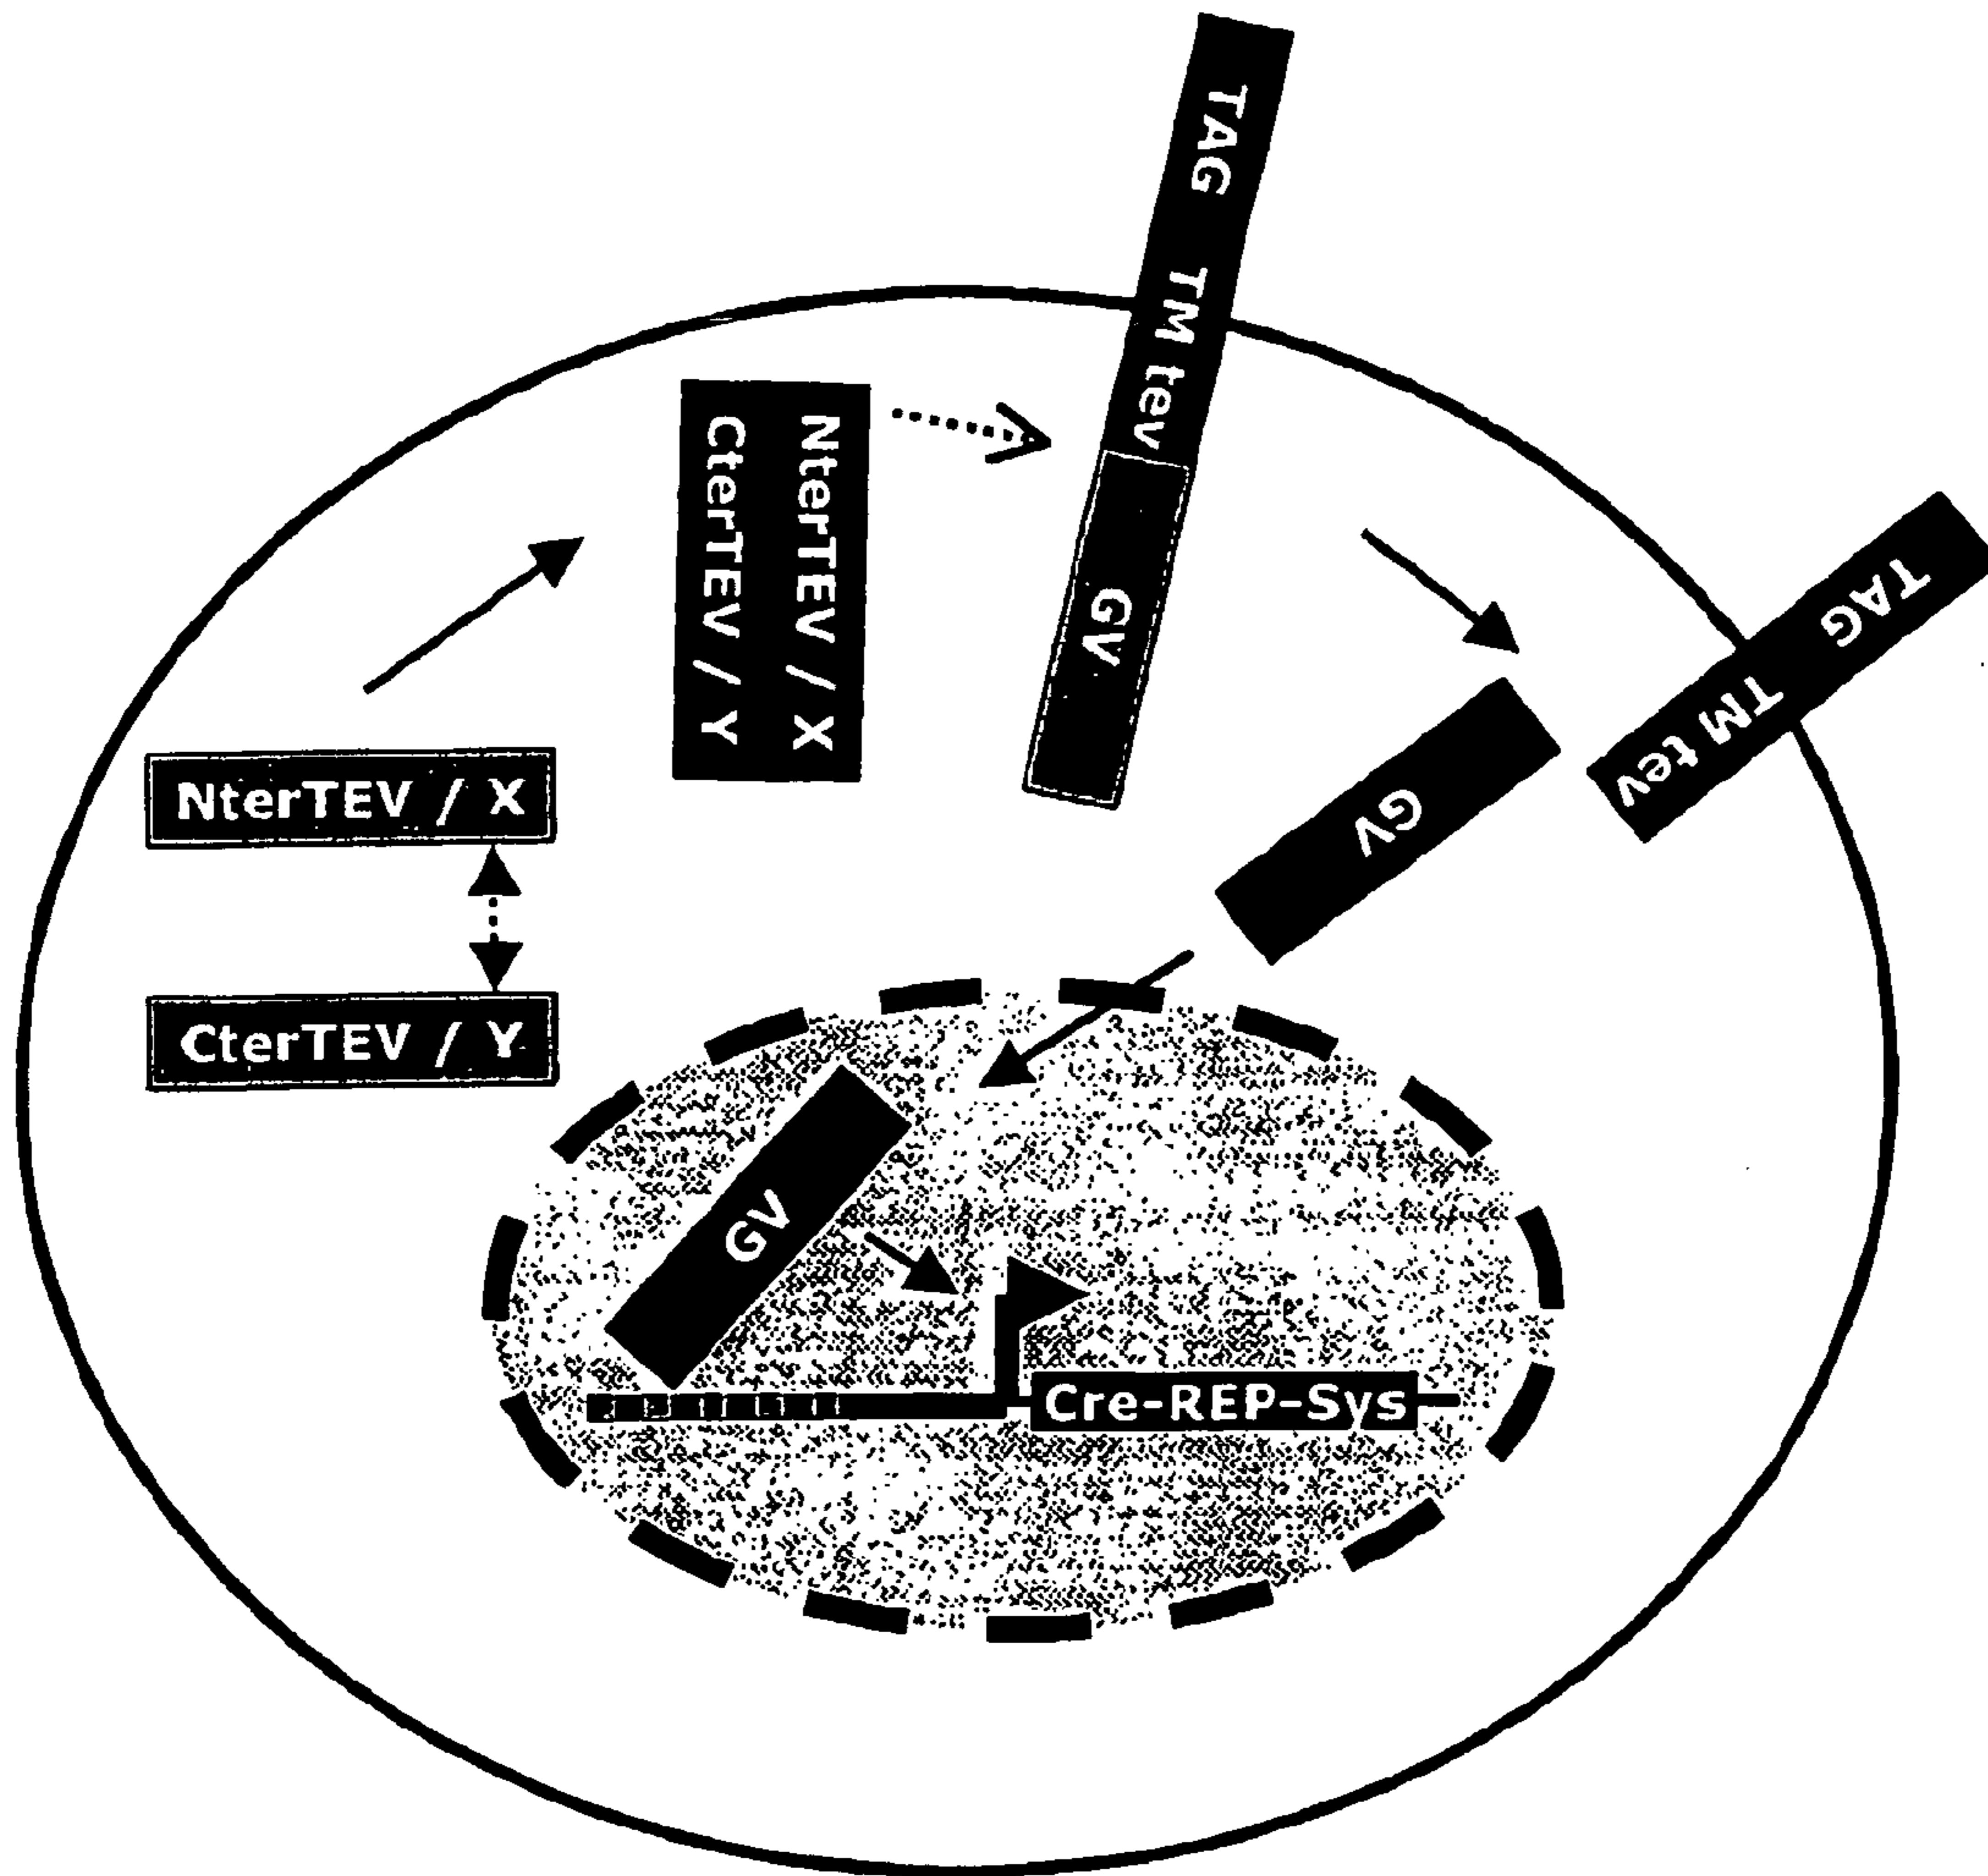 TAG TM tev
GV
NterTEV / X
CterTEV / Y
TAG
TM tev
GV
NterTEV / X
CterTEV / Y
GV
Cre-REP-Sys